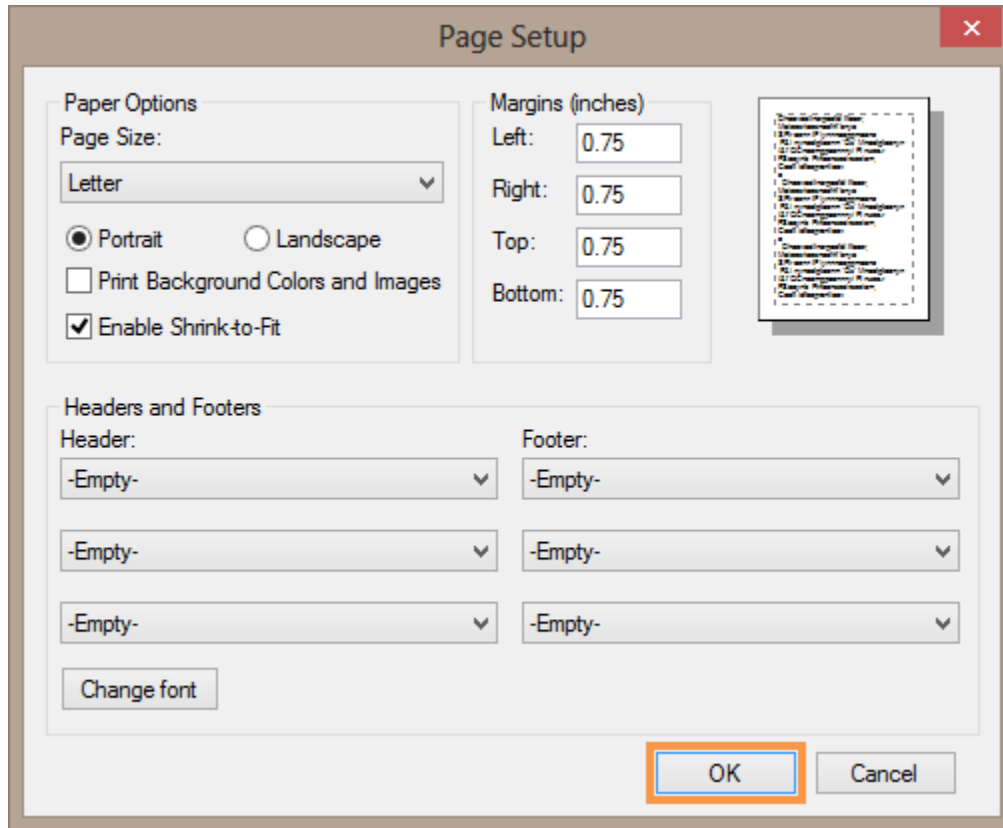 Page Setup
Paper Options
Page Size:
Letter
Portrait
Landscape
Print Background Colors and Images
Enable Shrink-to-Fit
Margins (inches)
Left:
0.75
Right:
0.75
Top:
0.75
Bottom:
0.75
Headers and Footers
Header:
Footer:
-Empty-
-Empty-
-Empty-
-Empty-
-Empty-
-Empty-
Change font
OK
Cancel